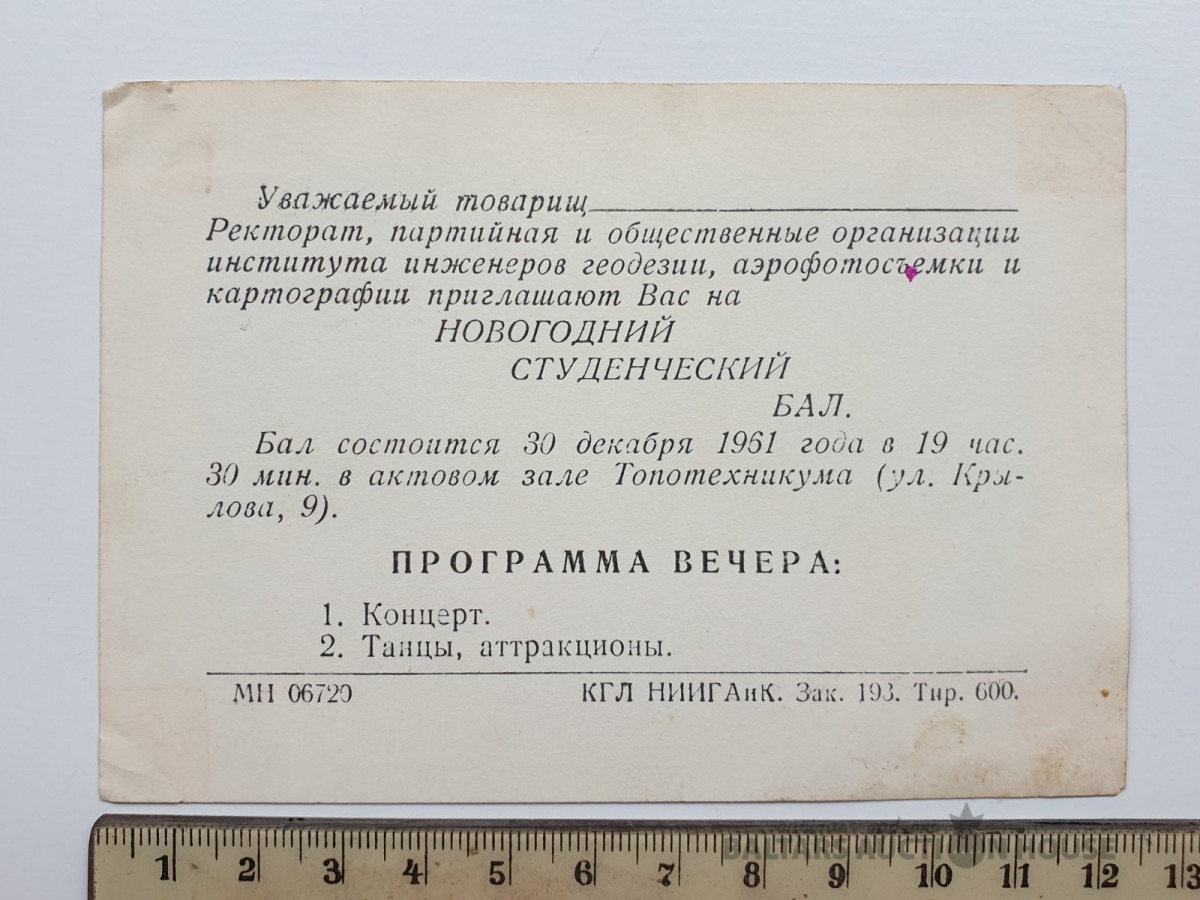 Уважаемый товарищ
Ректорат, партийная и общественные организации
института инженеров геодезии, аэрофотосъемки и
картографии приглашают Вас на
НОВОГОДНИЙ
СТУДЕНЧЕСКИЙ
БАЛ.
Бал состоится 30 декабря 1961 года в 19 час.
30 мин. в актовом зале Топотехникума (ул. Кры-
лова, 9).
ПРОГРАММА ВЕЧЕРА:
1. Концерт.
2. Танцы, аттракционы.
МН 06720 КГЛ НИИГАиК. Зак. 193. Тир. 600.
BALTARS AUCTION HOUSE
1 2 3 4 5 6 7 8 9 10 11 12 13